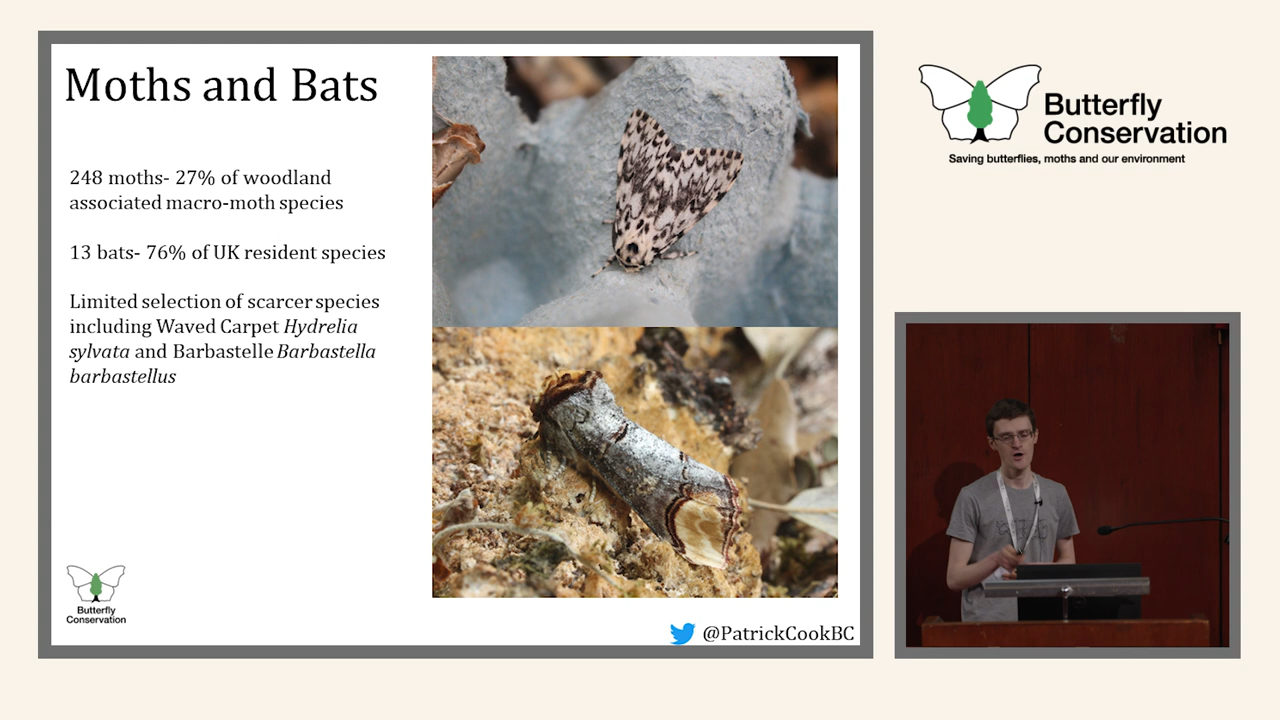 Moths and Bats
248 moths- 27% of woodland
associated macro-moth species
13 bats- 76% of UK resident species
Limited selection of scarcer species
including Waved Carpet Hydrelia
sylvata and Barbastelle Barbastella
barbastellus
Butterfly
Conservation
@PatrickCookBC
Butterfly
Conservation
Saving butterflies, moths and our environment